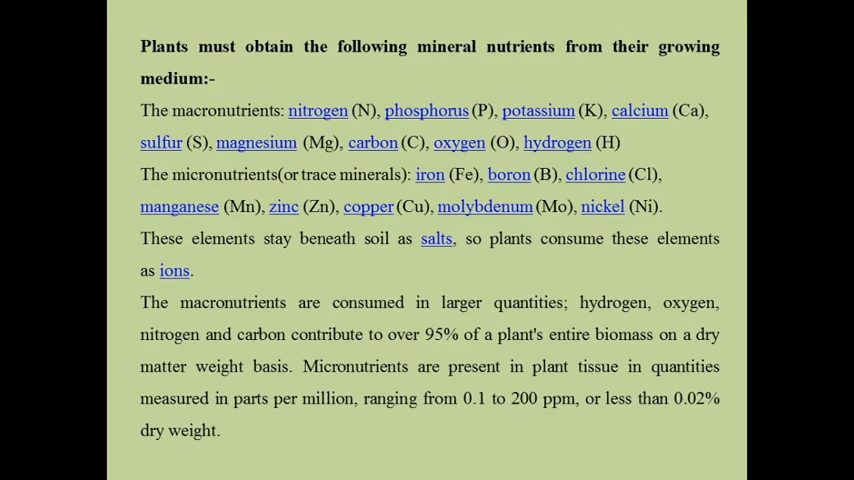 Plants must obtain the following mineral nutrients from their growing
medium:-
The macronutrients: nitrogen (N), phosphorus (P), potassium (K), calcium (Ca),
sulfur (S), magnesium (Mg), carbon (C), oxygen (O), hydrogen (H)
The micronutrients(or trace minerals): iron (Fe), boron (B), chlorine (Cl),
manganese (Mn), zinc (Zn), copper (Cu), molybdenum (Mo), nickel (Ni).
These elements stay beneath soil as salts, so plants consume these elements
as ions.
The macronutrients are consumed in larger quantities; hydrogen, oxygen,
nitrogen and carbon contribute to over 95% of a plant's entire biomass on a dry
matter weight basis. Micronutrients are present in plant tissue in quantities
measured in parts per million, ranging from 0.1 to 200 ppm, or less than 0.02%
dry weight.